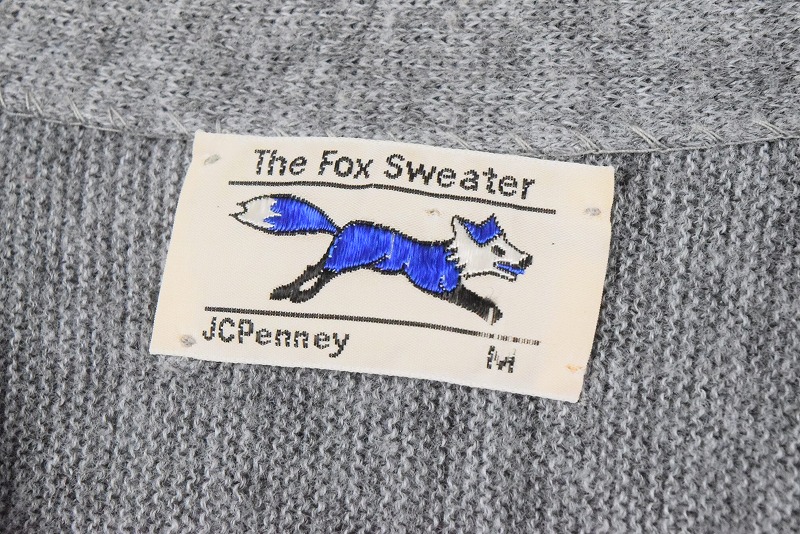 The Fox Sweater
JCPenney
M